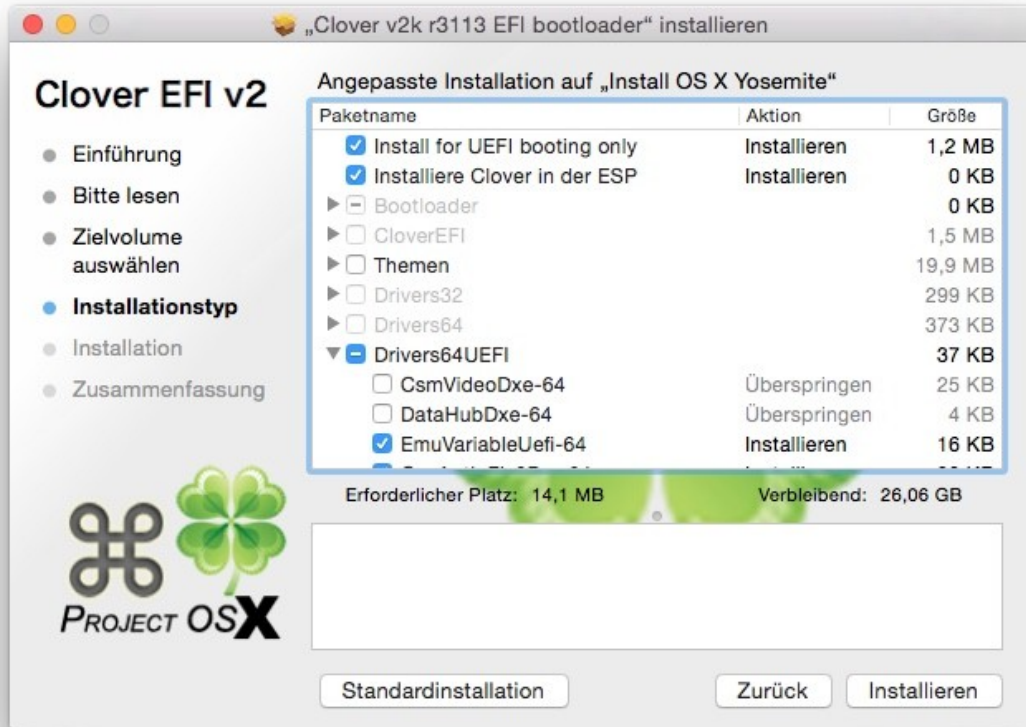 „Clover v2k r3113 EFI bootloader“ installieren
Clover EFI v2
Einführung
Bitte lesen
Zielvolume
auswählen
Installationstyp
Installation
Zusammenfassung
PROJECT OSX
Angepasste Installation auf „Install OS X Yosemite“
Paketname Aktion Größe
Install for UEFI booting only Installieren 1,2 MB
Installiere Clover in der ESP Installieren 0 KB
Bootloader 0 KB
CloverEFI 1,5 MB
Themen 19,9 MB
Drivers32 299 KB
Drivers64 373 KB
Drivers64UEFI 37 KB
CsmVideoDxe-64 Überspringen 25 KB
DataHubDxe-64 Überspringen 4 KB
EmuVariableUefi-64 Installieren 16 KB
Erforderlicher Platz: 14,1 MB Verbleibend: 26,06 GB
Standardinstallation Zurück Installieren